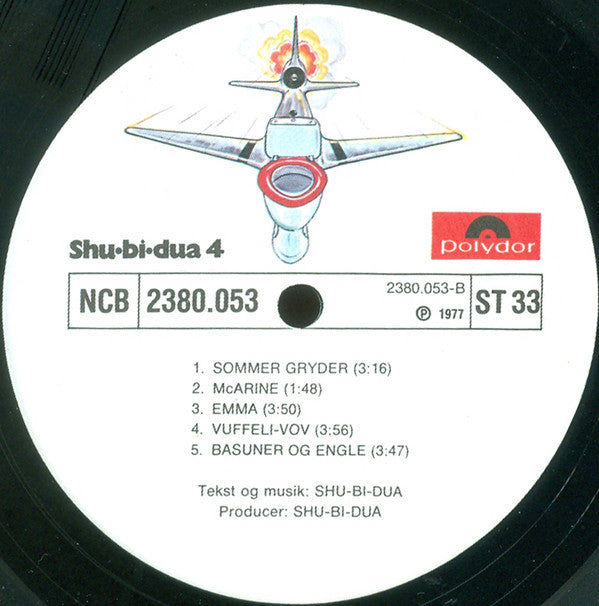 Shu·bi·dua 4
polydor
NCB
2380.053
2380.053-B
℗ 1977
ST 33
1. SOMMER GRYDER (3:16)
2. McARINE (1:48)
3. EMMA (3:50)
4. VUFFELI-VOV (3:56)
5. BASUNER OG ENGLE (3:47)
Tekst og musik: SHU-BI-DUA
Producer: SHU-BI-DUA